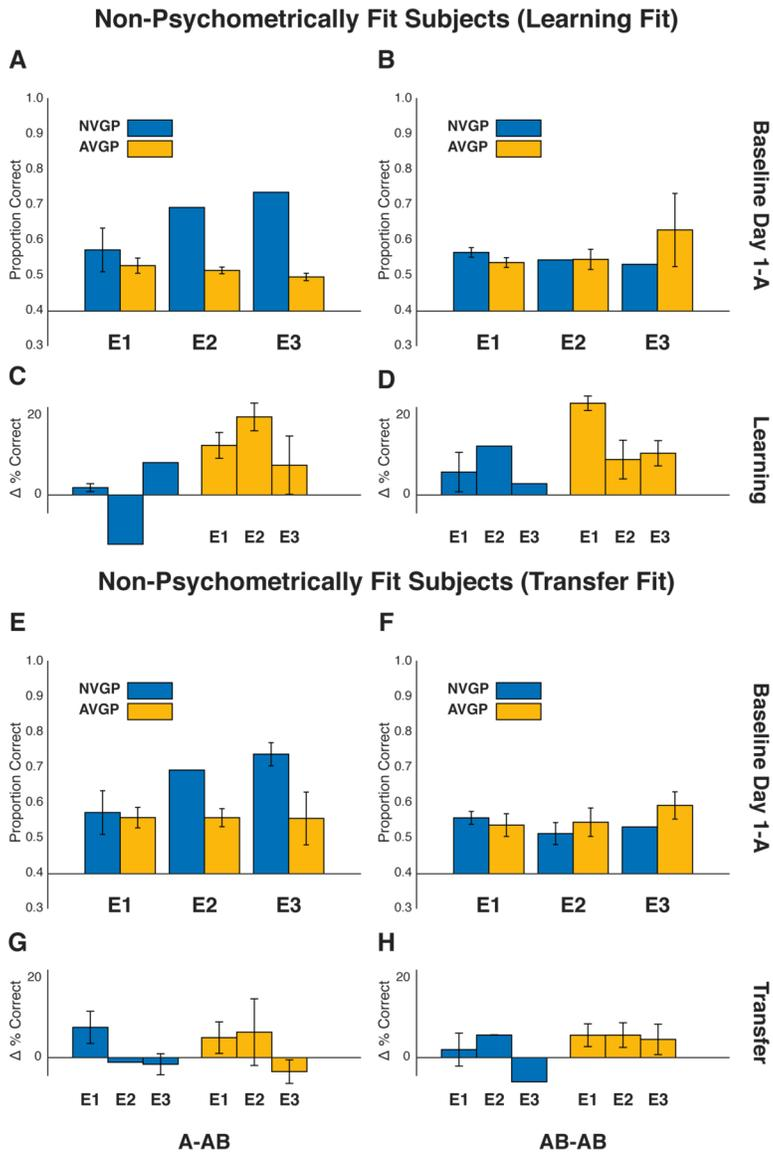 Non-Psychometrically Fit Subjects (Learning Fit)
A
B
1.0
0.9
0.8
0.7
0.6
0.5
0.4
0.3
Proportion Correct
NVGP
AVGP
E1 E2 E3
1.0
0.9
0.8
0.7
0.6
0.5
0.4
0.3
Proportion Correct
NVGP
AVGP
E1 E2 E3
Baseline Day 1-A
C
D
20
0
Δ % Correct
E1 E2 E3
20
0
Δ % Correct
E1 E2 E3
E1 E2 E3
Learning
Non-Psychometrically Fit Subjects (Transfer Fit)
E
F
1.0
0.9
0.8
0.7
0.6
0.5
0.4
0.3
Proportion Correct
NVGP
AVGP
E1 E2 E3
1.0
0.9
0.8
0.7
0.6
0.5
0.4
0.3
Proportion Correct
NVGP
AVGP
E1 E2 E3
Baseline Day 1-A
G
H
20
0
Δ % Correct
E1 E2 E3
E1 E2 E3
20
0
Δ % Correct
E1 E2 E3
E1 E2 E3
Transfer
A-AB
AB-AB